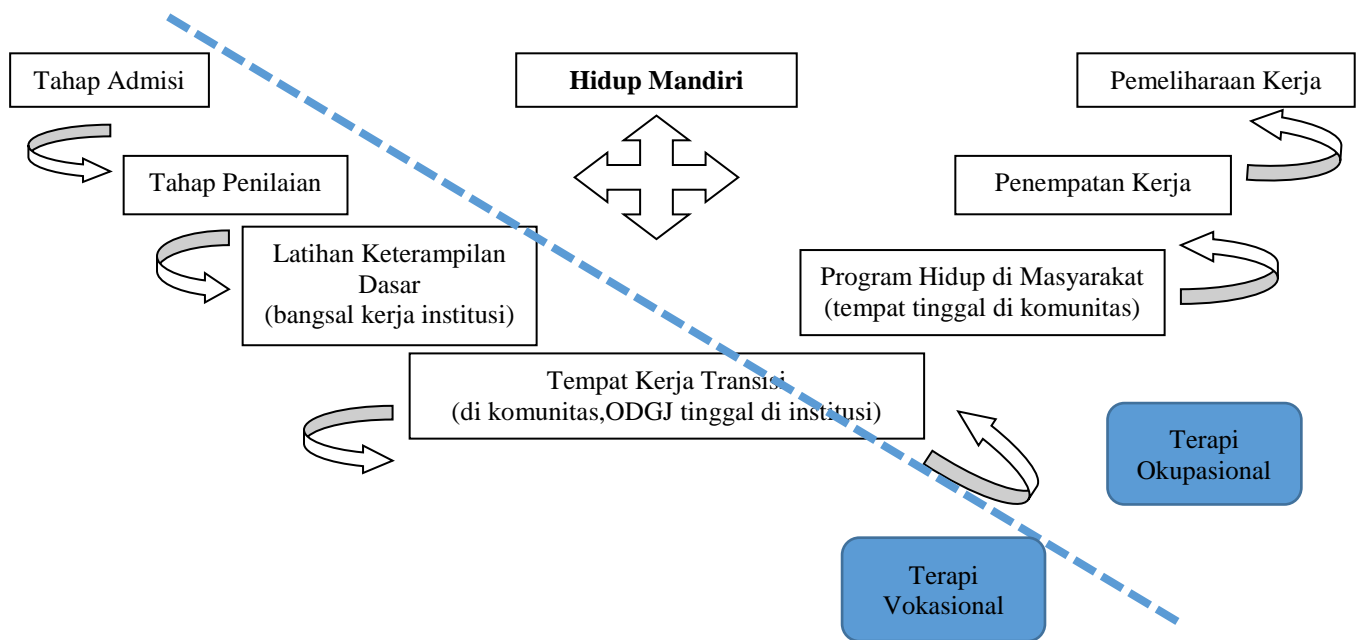 Tahap Admisi
Hidup Mandiri
Pemeliharaan Kerja
Tahap Penilaian
Penempatan Kerja
Latihan Keterampilan
Dasar
(bangsal kerja institusi)
Program Hidup di Masyarakat
(tempat tinggal di komunitas)
Tempat Kerja Transisi
(di komunitas,ODGJ tinggal di institusi)
Terapi
Okupasional
Terapi
Vokasional